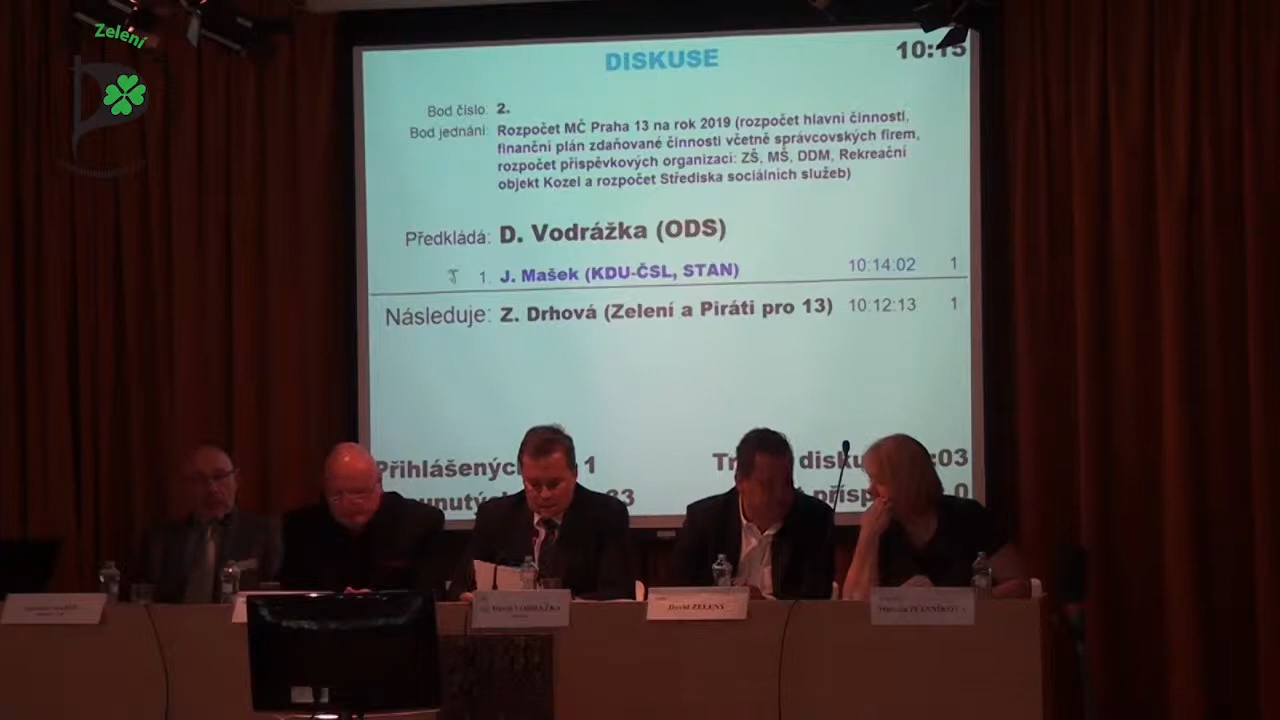 Zelení
DISKUSE
10:15
Bod číslo: 2.
Bod jednání: Rozpočet MČ Praha 13 na rok 2019 (rozpočet hlavní činnosti,
finanční plán zdaňované činnosti včetně správcovských firem,
rozpočet příspěvkových organizací: ZŠ, MŠ, DDM, Rekreační
objekt Kozel a rozpočet Střediska sociálních služeb)
Předkládá: D. Vodrážka (ODS)
1. J. Mašek (KDU-ČSL, STAN) 10:14:02 1
Následuje: Z. Drhová (Zelení a Piráti pro 13) 10:12:13 1
Přihlášených 1
:03
0
David VODRÁŽKA
David ZELENÝ